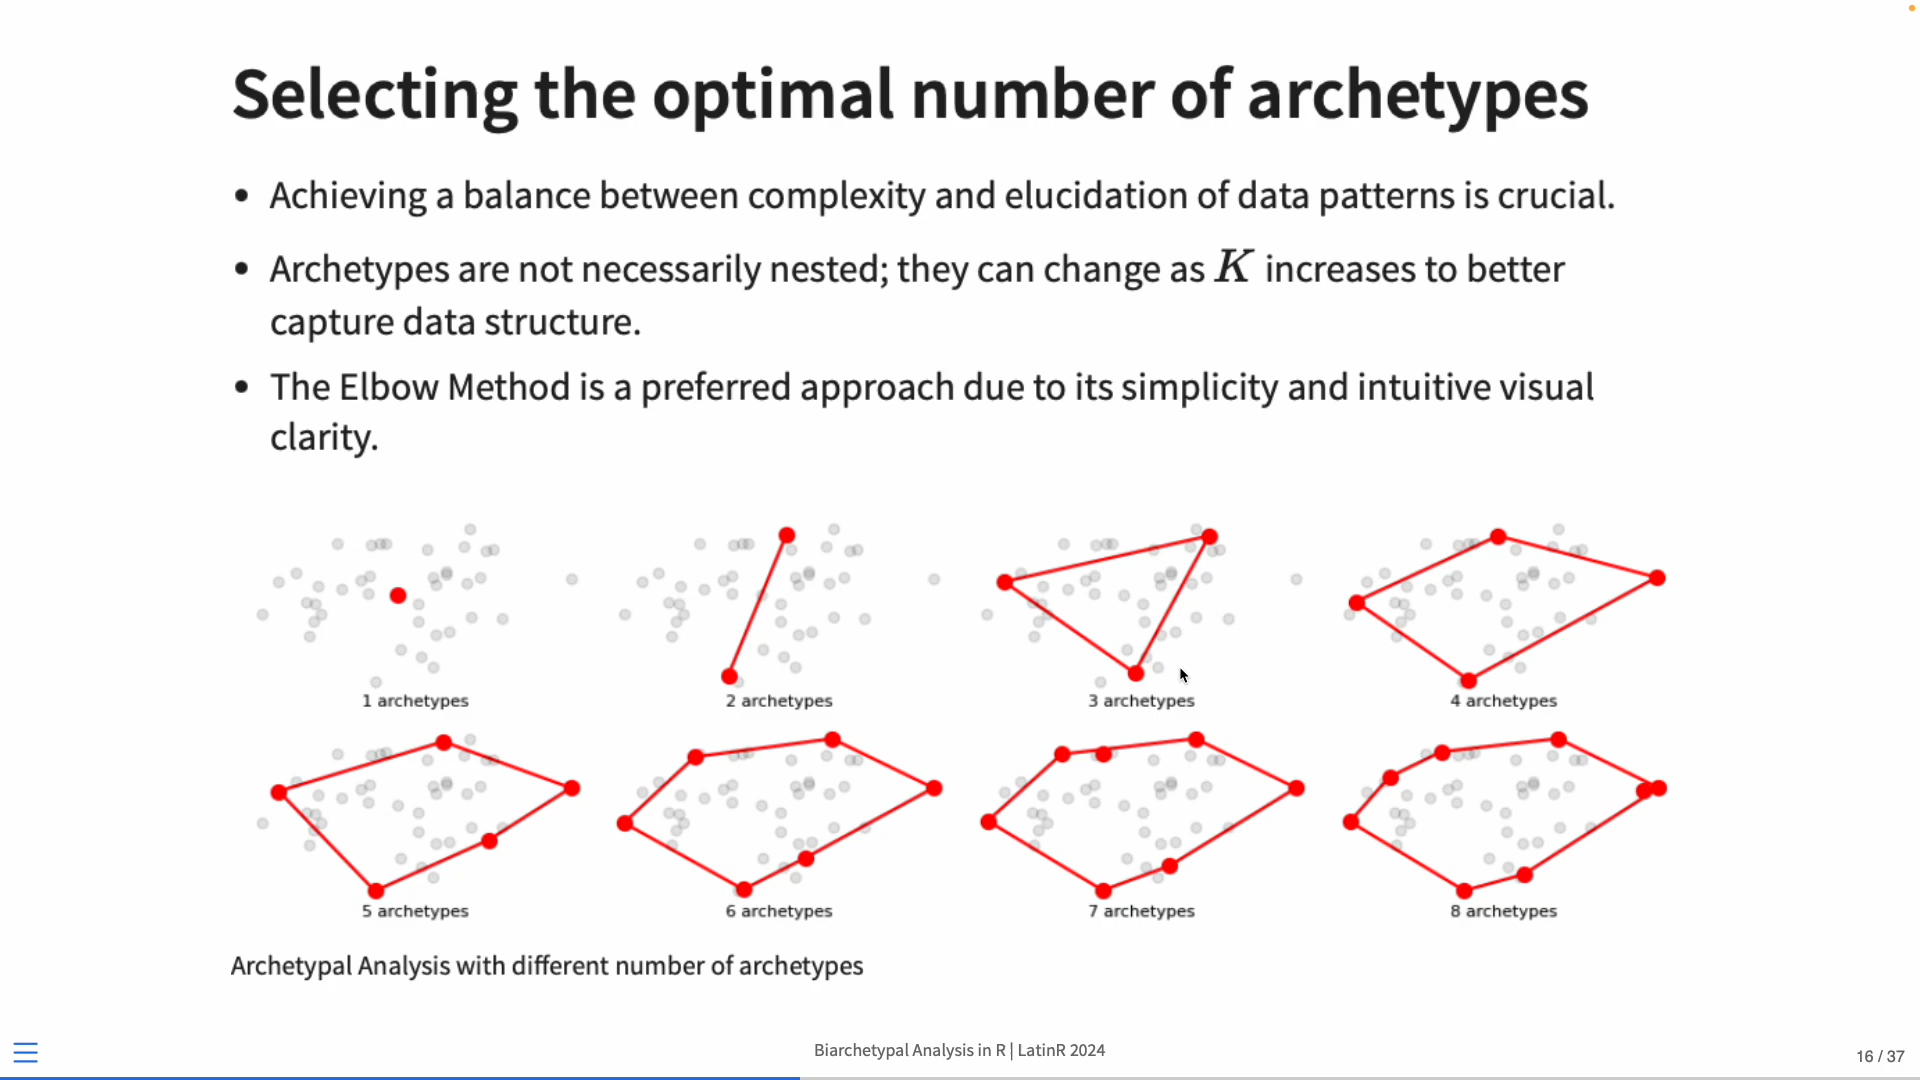 Selecting the optimal number of archetypes
• Achieving a balance between complexity and elucidation of data patterns is crucial.
• Archetypes are not necessarily nested; they can change as K increases to better
capture data structure.
• The Elbow Method is a preferred approach due to its simplicity and intuitive visual
clarity.
1 archetypes
2 archetypes
3 archetypes
4 archetypes
5 archetypes
6 archetypes
7 archetypes
8 archetypes
Archetypal Analysis with different number of archetypes
Biarchetypal Analysis in R | LatinR 2024
16 / 37